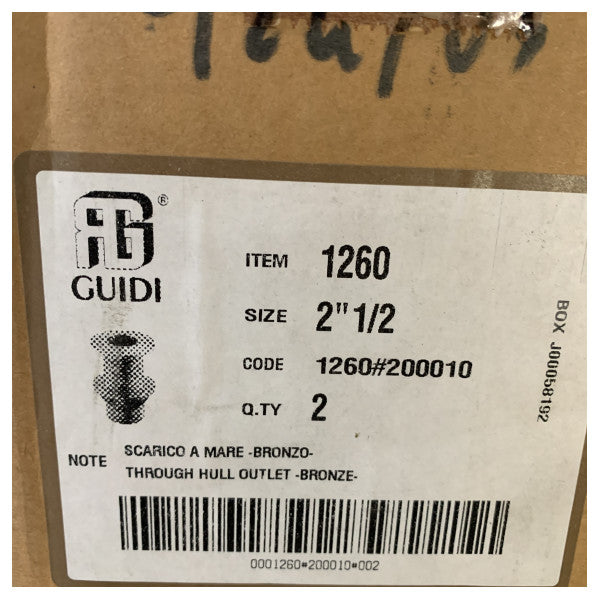 RG ®
GUIDI
ITEM 1260
SIZE 2" 1/2
CODE 1260#200010
Q.TY 2
NOTE SCARICO A MARE -BRONZO-
THROUGH HULL OUTLET -BRONZE-
0001260#200010#002
BOX J00058192